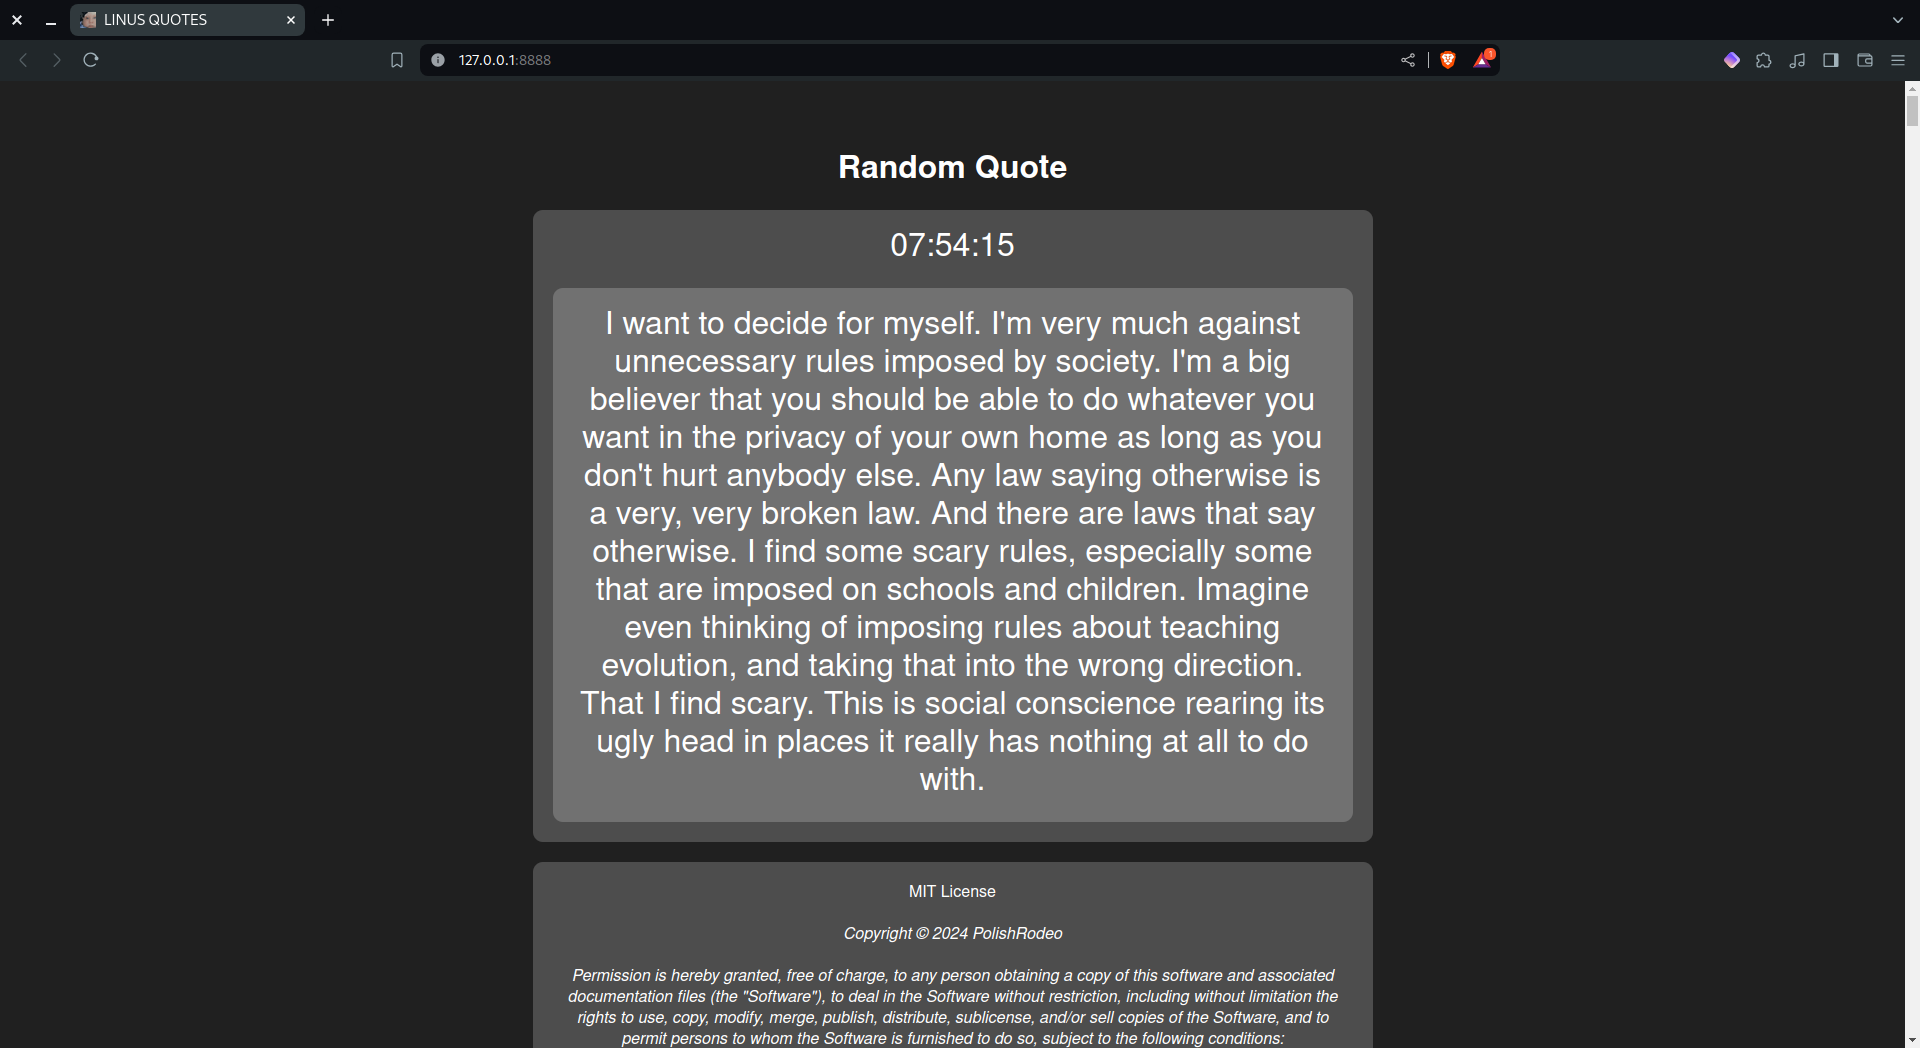 LINUS QUOTES
127.0.0.1:8888
1
Random Quote
07:54:15
I want to decide for myself. I'm very much against
unnecessary rules imposed by society. I'm a big
believer that you should be able to do whatever you
want in the privacy of your own home as long as you
don't hurt anybody else. Any law saying otherwise is
a very, very broken law. And there are laws that say
otherwise. I find some scary rules, especially some
that are imposed on schools and children. Imagine
even thinking of imposing rules about teaching
evolution, and taking that into the wrong direction.
That I find scary. This is social conscience rearing its
ugly head in places it really has nothing at all to do
with.
MIT License
Copyright © 2024 PolishRodeo
Permission is hereby granted, free of charge, to any person obtaining a copy of this software and associated
documentation files (the "Software"), to deal in the Software without restriction, including without limitation the
rights to use, copy, modify, merge, publish, distribute, sublicense, and/or sell copies of the Software, and to
permit persons to whom the Software is furnished to do so, subject to the following conditions: